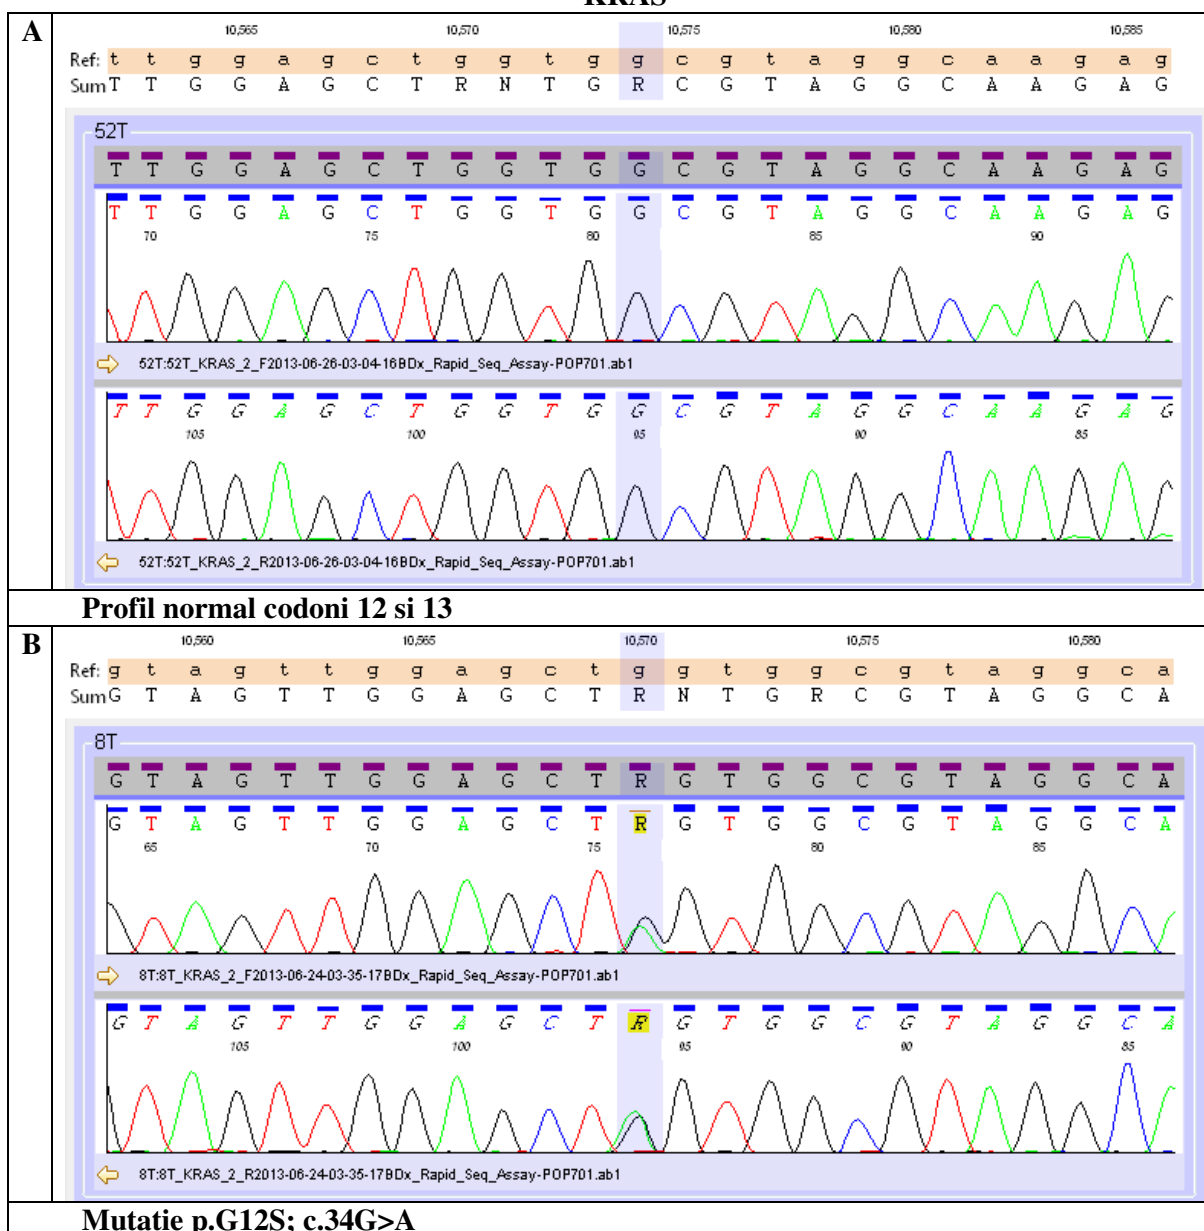 KRAS
A
10,565 10,570 10,575 10,580 10,585
Ref: t t g g a g c t g g t g g c g t a g g c a a g a g
Sum T T G G A G C T R N T G R C G T A G G C A A G A G
52T
T T G G A G C T G G T G G C G T A G G C A A G A G
T T G G A G C T G G T G G C G T A G G C A A G A G
70 75 80 85 90
52T:52T_KRAS_2_F2013-06-26-03-04-16BDx_Rapid_Seq_Assay-POP701.ab1
T T G G A G C T G G T G G C G T A G G C A A G A G
105 100 95 90 85
52T:52T_KRAS_2_R2013-06-26-03-04-16BDx_Rapid_Seq_Assay-POP701.ab1
Profil normal codoni 12 si 13
B
10,560 10,565 10,570 10,575 10,580
Ref: g t a g t t g g a g c t g g t g g c g t a g g c a
Sum G T A G T T G G A G C T R N T G R C G T A G G C A
8T
G T A G T T G G A G C T R G T G G C G T A G G C A
G T A G T T G G A G C T R G T G G C G T A G G C A
65 70 75 80 85
8T:8T_KRAS_2_F2013-06-24-03-35-17BDx_Rapid_Seq_Assay-POP701.ab1
G T A G T T G G A G C T R G T G G C G T A G G C A
105 100 95 90 85
8T:8T_KRAS_2_R2013-06-24-03-35-17BDx_Rapid_Seq_Assay-POP701.ab1
Mutatie p.G12S; c.34G>A